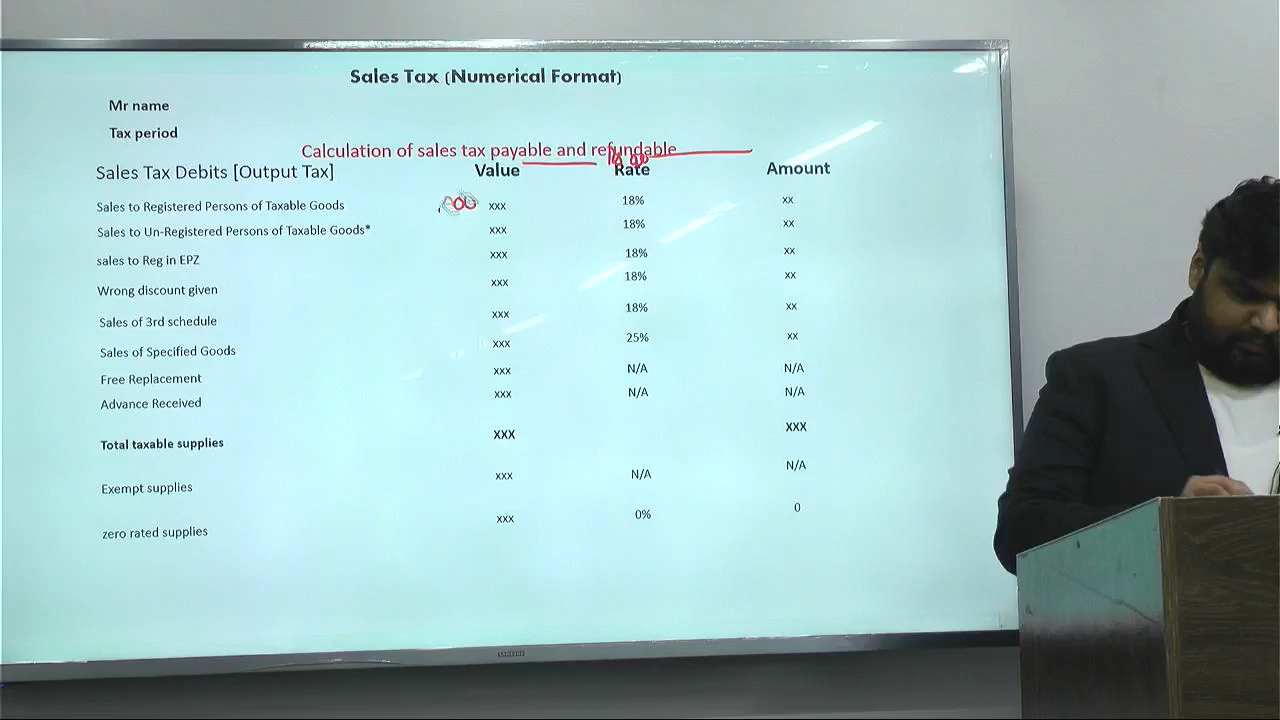 Sales Tax (Numerical Format)
Mr name
Tax period
Calculation of sales tax payable and refundable
Sales Tax Debits [Output Tax] Value Rate Amount
Sales to Registered Persons of Taxable Goods xxx 18% xx
Sales to Un-Registered Persons of Taxable Goods* xxx 18% xx
sales to Reg in EPZ xxx 18% xx
Wrong discount given xxx 18% xx
Sales of 3rd schedule xxx 18% xx
Sales of Specified Goods xxx 25% xx
Free Replacement xxx N/A N/A
Advance Received xxx N/A N/A
Total taxable supplies XXX XXX
Exempt supplies xxx N/A N/A
zero rated supplies xxx 0% 0
SAMSUNG